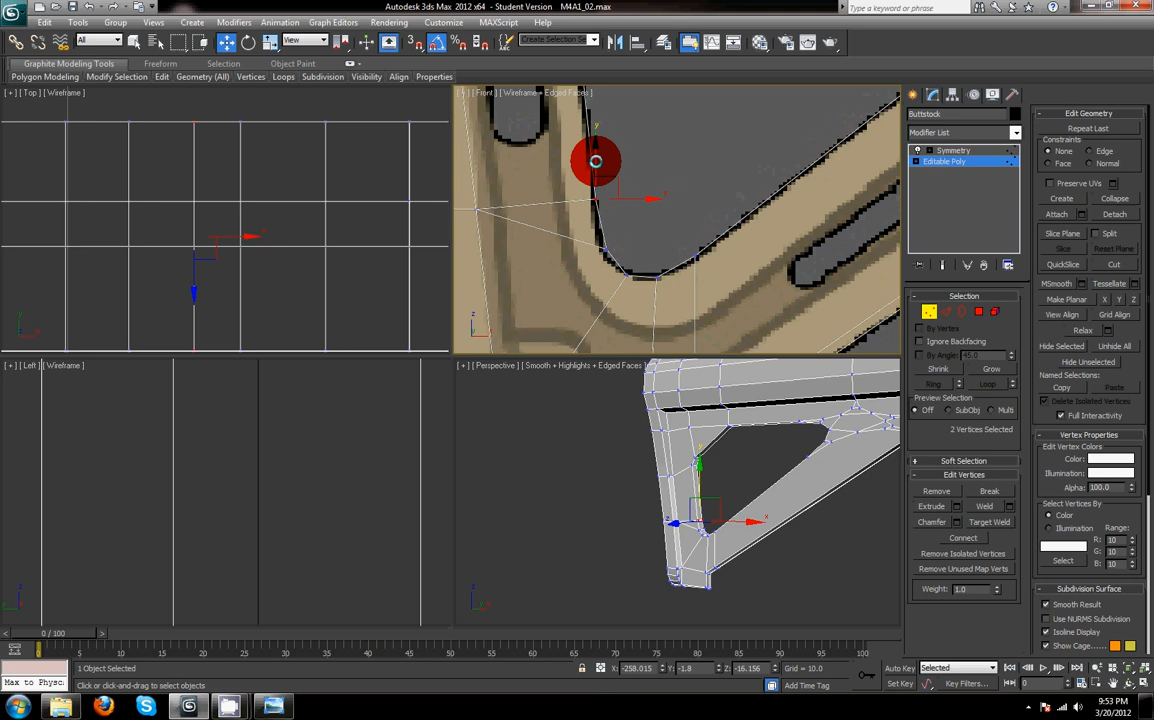 Autodesk 3ds Max 2012 x64 - Student Version M4A1_02.max
Type a keyword or phrase
Edit Tools Group Views Create Modifiers Animation Graph Editors Rendering Customize MAXScript Help
All View Create Selection Se
Graphite Modeling Tools Freeform Selection Object Paint
Polygon Modeling Modify Selection Edit Geometry (All) Vertices Loops Subdivision Visibility Align Properties
[ + ] [ Top ] [ Wireframe ]
[ Front ] [ Wireframe + Edged Faces ]
[ + ] [ Left ] [ Wireframe ]
[ + ] [ Perspective ] [ Smooth + Highlights + Edged Faces ]
Buttstock
Modifier List
Symmetry
Editable Poly
Selection
By Vertex
Ignore Backfacing
By Angle: 45.0
Shrink Grow
Ring Loop
Preview Selection
Off SubObj Multi
2 Vertices Selected
Soft Selection
Edit Vertices
Remove Break
Extrude Weld
Chamfer Target Weld
Connect
Remove Isolated Vertices
Remove Unused Map Verts
Weight: 1.0
Edit Geometry
Repeat Last
Constraints
None Edge
Face Normal
Preserve UVs
Create Collapse
Attach Detach
Slice Plane Split
Slice Reset Plane
QuickSlice Cut
MSmooth Tessellate
Make Planar X Y Z
View Align Grid Align
Relax
Hide Selected Unhide All
Hide Unselected
Named Selections:
Copy Paste
Delete Isolated Vertices
Full Interactivity
Vertex Properties
Edit Vertex Colors
Color:
Illumination:
Alpha: 100.0
Select Vertices By
Color
Illumination Range:
R: 10
G: 10
B: 10
Select
Subdivision Surface
Smooth Result
Use NURMS Subdivision
Isoline Display
Show Cage......
0 / 100
0 5 10 15 20 25 30 35 40 45 50 55 60 65 70 75 80 85 90 95 100
1 Object Selected X: -258.015 Y: -1.8 Z: -16.156 Grid = 10.0 Auto Key Selected
Max to Physc Click or click-and-drag to select objects Add Time Tag Set Key Key Filters... 0
9:53 PM
3/20/2012